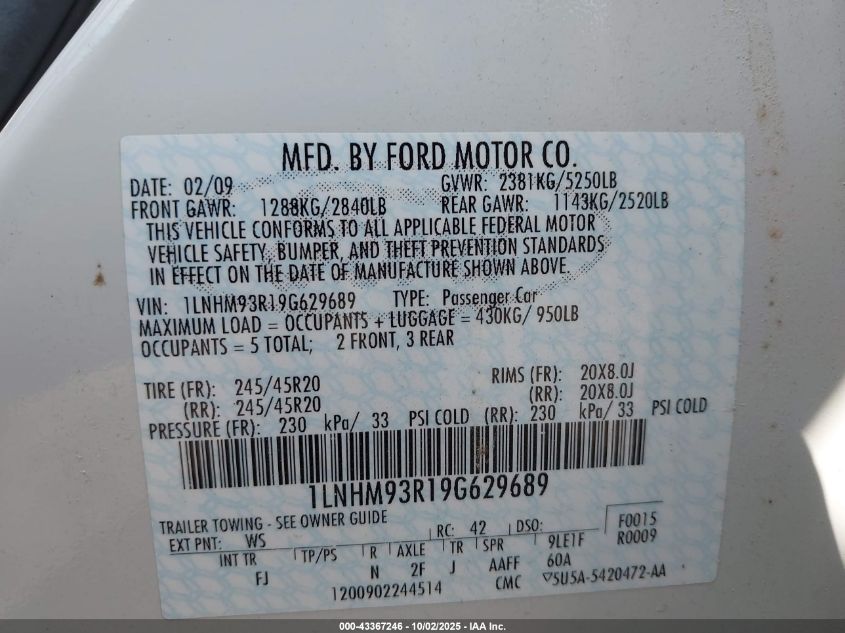 MFD. BY FORD MOTOR CO.
DATE: 02/09 GVWR: 2381KG/5250LB
FRONT GAWR: 1288KG/2840LB REAR GAWR: 1143KG/2520LB
THIS VEHICLE CONFORMS TO ALL APPLICABLE FEDERAL MOTOR
VEHICLE SAFETY, BUMPER, AND THEFT PREVENTION STANDARDS
IN EFFECT ON THE DATE OF MANUFACTURE SHOWN ABOVE.
VIN: 1LNHM93R19G629689 TYPE: Passenger Car
MAXIMUM LOAD = OCCUPANTS + LUGGAGE = 430KG/ 950LB
OCCUPANTS = 5 TOTAL; 2 FRONT, 3 REAR
TIRE (FR): 245/45R20 RIMS (FR): 20X8.0J
(RR): 245/45R20 (RR): 20X8.0J
PRESSURE (FR): 230 kPa/ 33 PSI COLD (RR): 230 kPa/ 33 PSI COLD
1LNHM93R19G629689
TRAILER TOWING - SEE OWNER GUIDE
EXT PNT: WS RC: 42 DSO: F0015
INT TR TP/PS R AXLE TR SPR 9LE1F R0009
FJ N 2F J AAFF 60A
1200902244514 CMC ▽5U5A-5420472-AA
000-43367246 - 10/02/2025 - IAA Inc.